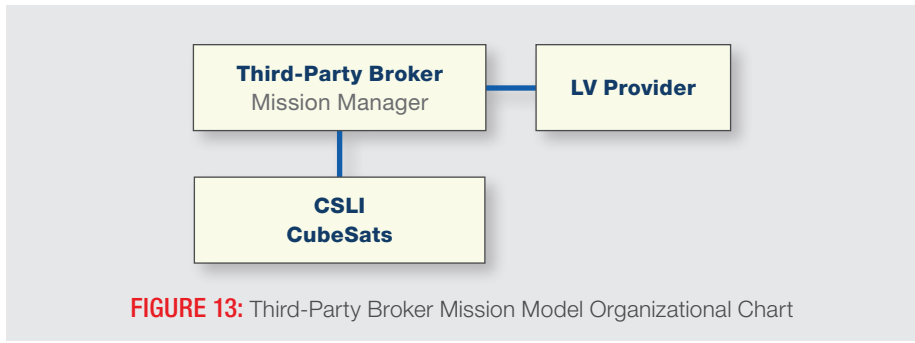 Third-Party Broker
Mission Manager
LV Provider
CSLI
CubeSats
FIGURE 13: Third-Party Broker Mission Model Organizational Chart